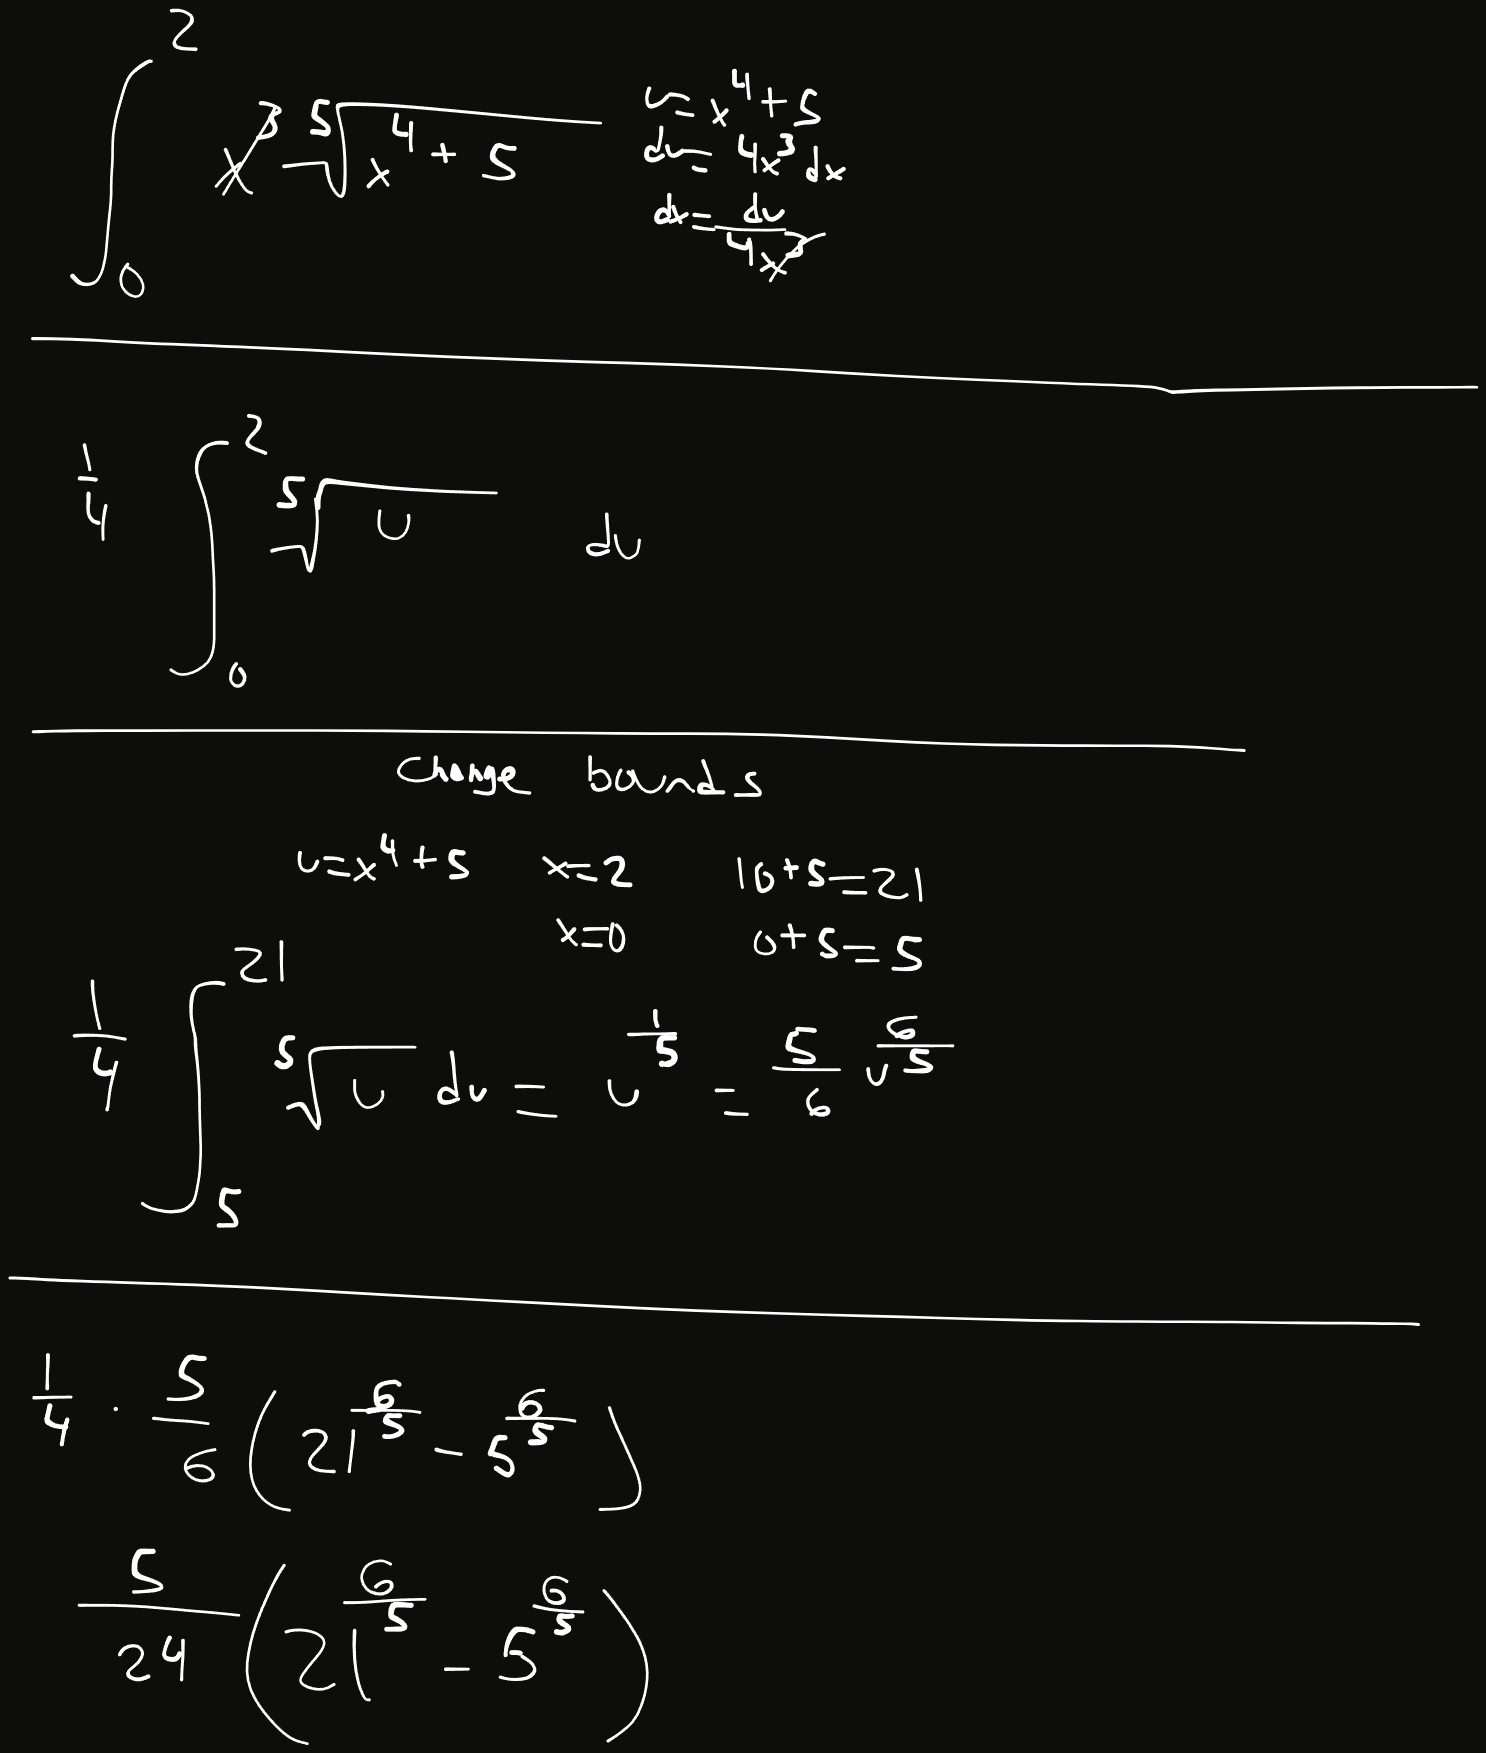 ∫₀² x³ ⁵√(x⁴ + 5)
u = x⁴ + 5
du = 4x³ dx
dx = du/4x³
1/4 ∫₀² ⁵√u du
Change bounds
u = x⁴ + 5 x = 2 16 + 5 = 21
x = 0 0 + 5 = 5
1/4 ∫₅²¹ ⁵√u du = u^(1/5) = 5/6 u^(6/5)
1/4 · 5/6 (21^(6/5) − 5^(6/5))
5/24 (21^(6/5) − 5^(6/5))